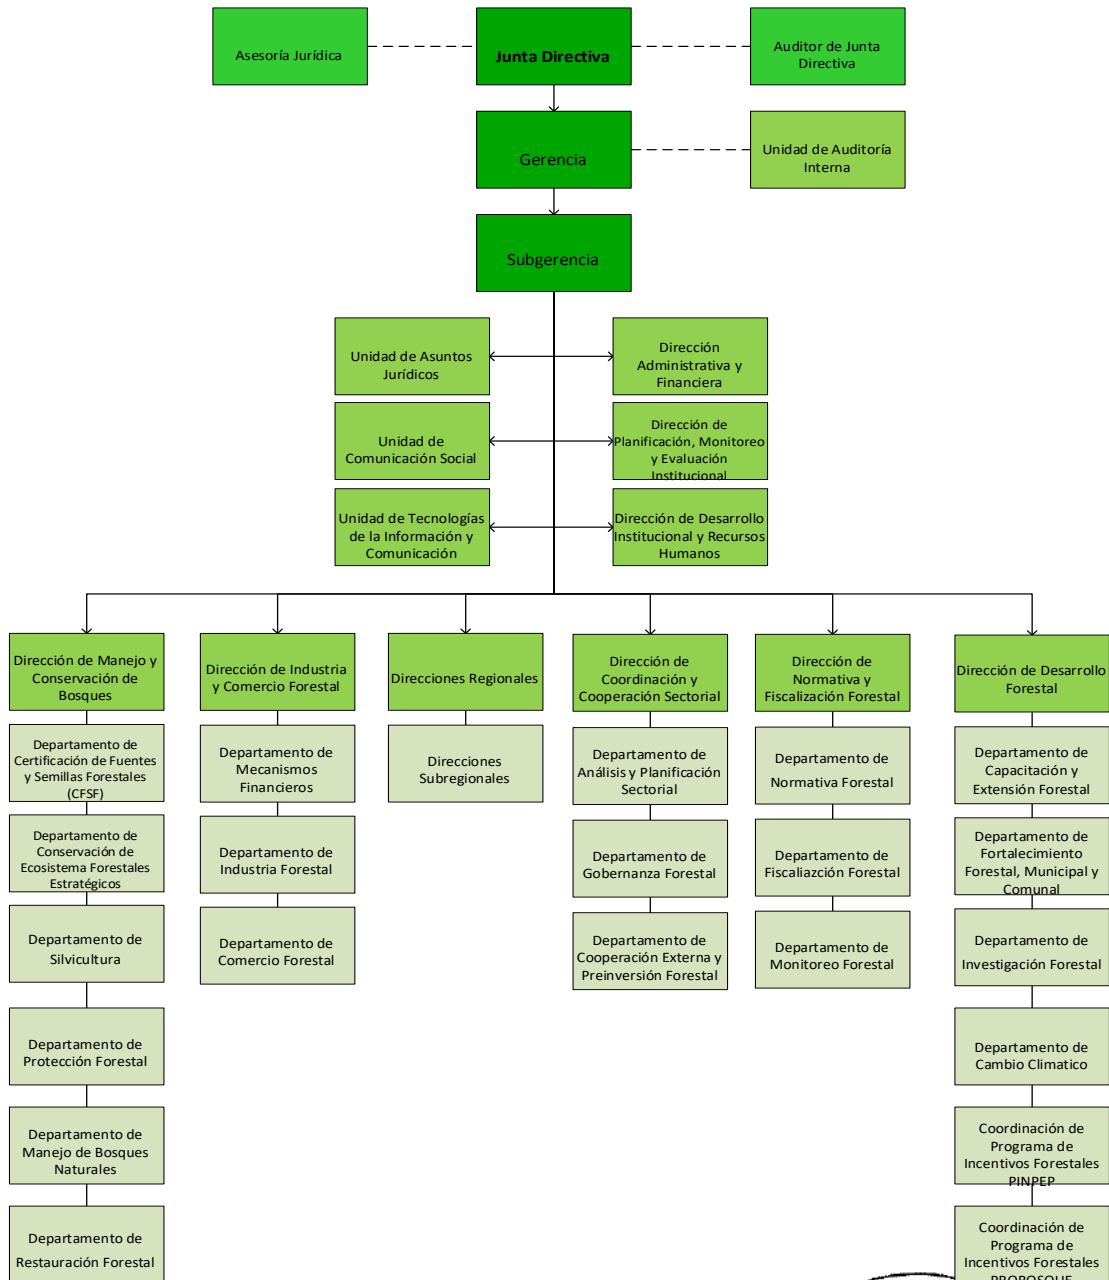 Asesoría Jurídica
Junta Directiva
Auditor de Junta
Directiva
Gerencia
Unidad de Auditoría
Interna
Subgerencia
Unidad de Asuntos
Jurídicos
Dirección
Administrativa y
Financiera
Unidad de
Comunicación Social
Dirección de
Planificación, Monitoreo
y Evaluación
Institucional
Unidad de Tecnologías
de la Información y
Comunicación
Dirección de Desarrollo
Institucional y Recursos
Humanos
Dirección de Manejo y
Conservación de
Bosques
Departamento de
Certificación de Fuentes
y Semillas Forestales
(CFSF)
Departamento de
Conservación de
Ecosistema Forestales
Estratégicos
Departamento de
Silvicultura
Departamento de
Protección Forestal
Departamento de
Manejo de Bosques
Naturales
Departamento de
Restauración Forestal
Dirección de Industria
y Comercio Forestal
Departamento de
Mecanismos
Financieros
Departamento de
Industria Forestal
Departamento de
Comercio Forestal
Direcciones Regionales
Direcciones
Subregionales
Dirección de
Coordinación y
Cooperación Sectorial
Departamento de
Análisis y Planificación
Sectorial
Departamento de
Gobernanza Forestal
Departamento de
Cooperación Externa y
Preinversión Forestal
Dirección de
Normativa y
Fiscalización Forestal
Departamento de
Normativa Forestal
Departamento de
Fiscaliazción Forestal
Departamento de
Monitoreo Forestal
Dirección de Desarrollo
Forestal
Departamento de
Capacitación y
Extensión Forestal
Departamento de
Fortalecimiento
Forestal, Municipal y
Comunal
Departamento de
Investigación Forestal
Departamento de
Cambio Climatico
Coordinación de
Programa de
Incentivos Forestales
PINPEP
Coordinación de
Programa de
Incentivos Forestales
PROBOSQUE